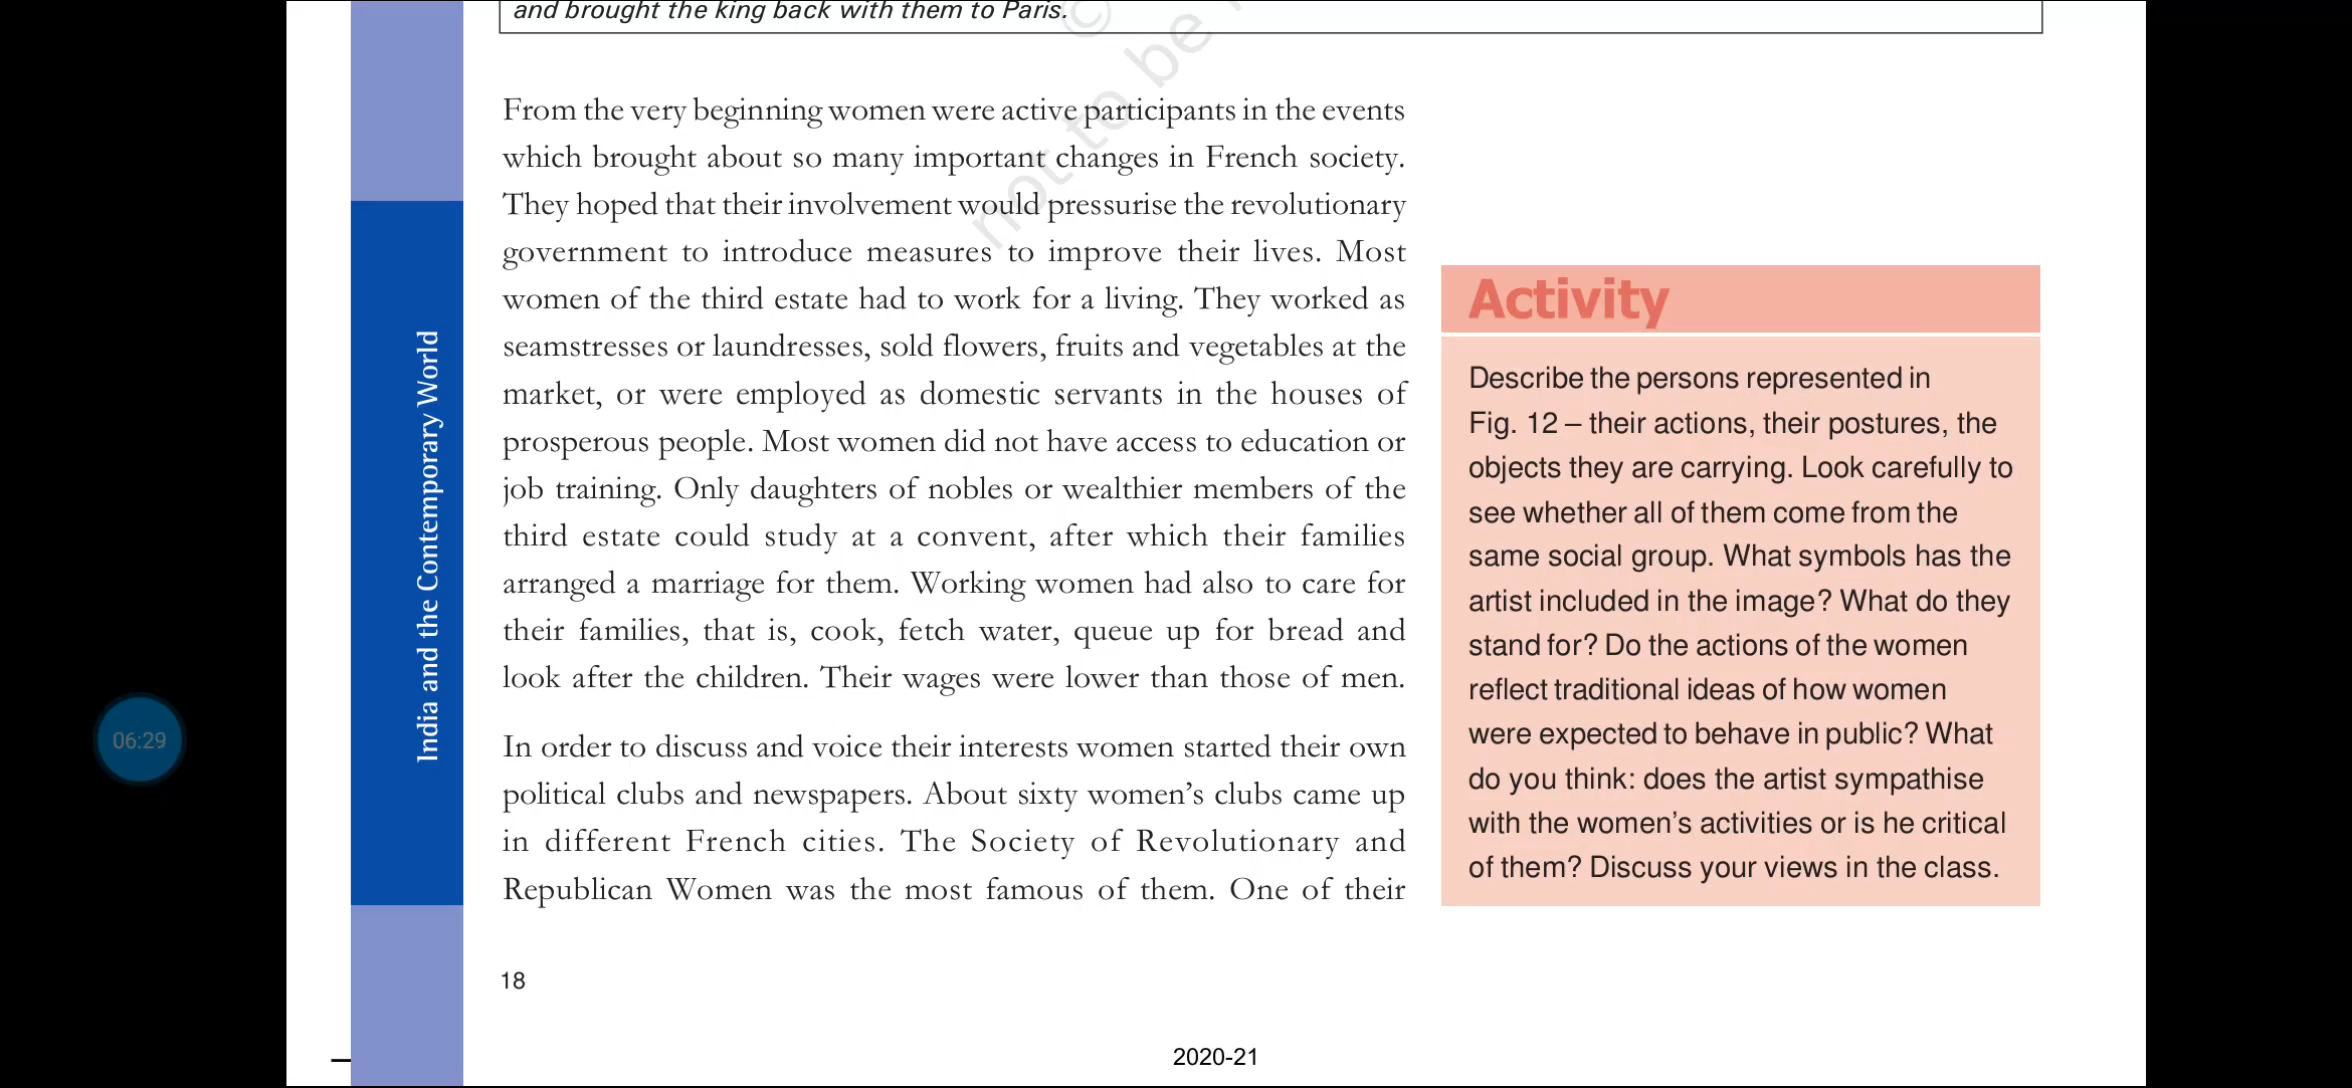 and brought the king back with them to Paris.
©
not to be
From the very beginning women were active participants in the events
which brought about so many important changes in French society.
They hoped that their involvement would pressurise the revolutionary
government to introduce measures to improve their lives. Most
women of the third estate had to work for a living. They worked as
seamstresses or laundresses, sold flowers, fruits and vegetables at the
market, or were employed as domestic servants in the houses of
prosperous people. Most women did not have access to education or
job training. Only daughters of nobles or wealthier members of the
third estate could study at a convent, after which their families
arranged a marriage for them. Working women had also to care for
their families, that is, cook, fetch water, queue up for bread and
look after the children. Their wages were lower than those of men.
In order to discuss and voice their interests women started their own
political clubs and newspapers. About sixty women’s clubs came up
in different French cities. The Society of Revolutionary and
Republican Women was the most famous of them. One of their
Activity
Describe the persons represented in
Fig. 12 – their actions, their postures, the
objects they are carrying. Look carefully to
see whether all of them come from the
same social group. What symbols has the
artist included in the image? What do they
stand for? Do the actions of the women
reflect traditional ideas of how women
were expected to behave in public? What
do you think: does the artist sympathise
with the women’s activities or is he critical
of them? Discuss your views in the class.
India and the Contemporary World
06:29
18
2020-21